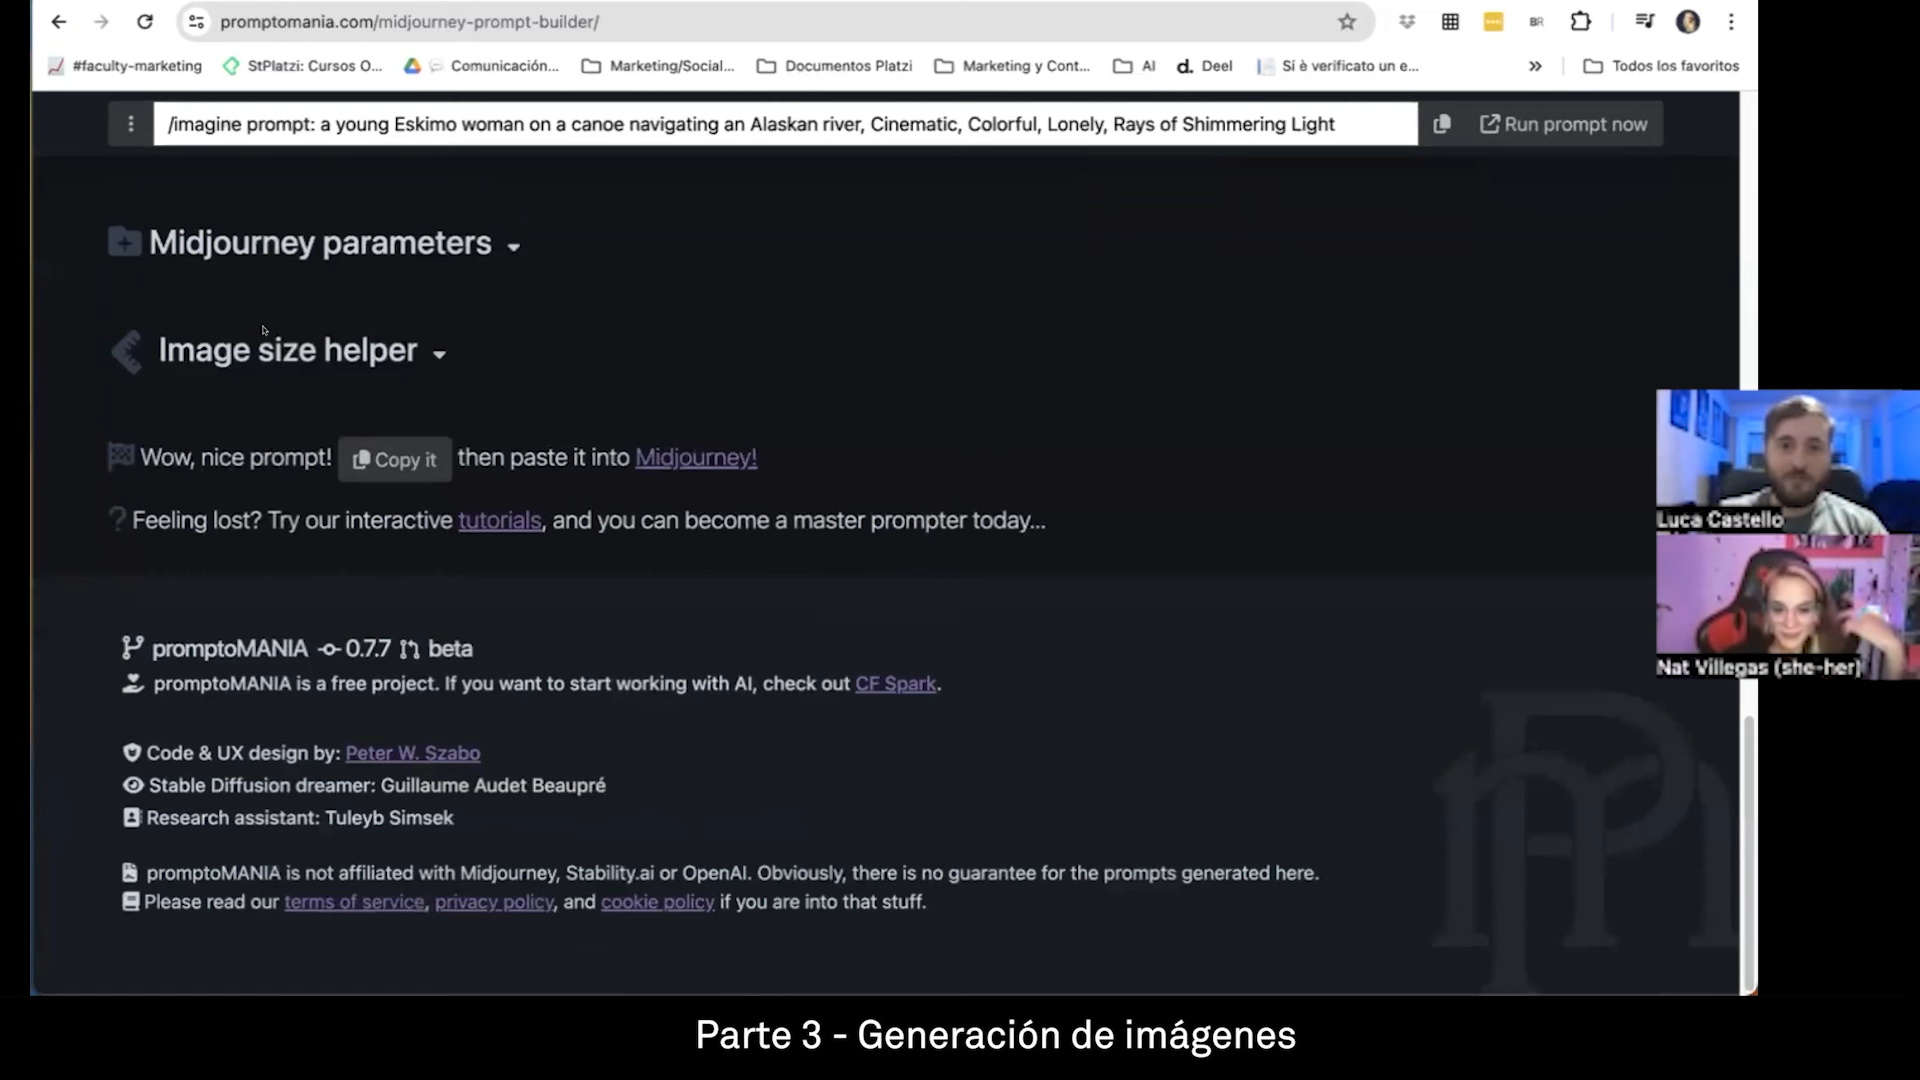 promptomania.com/midjourney-prompt-builder/
BR
#faculty-marketing StPlatzi: Cursos O... Comunicación... Marketing/Social... Documentos Platzi Marketing y Cont... AI d. Deel Si è verificato un e... » Todos los favoritos
/imagine prompt: a young Eskimo woman on a canoe navigating an Alaskan river, Cinematic, Colorful, Lonely, Rays of Shimmering Light Run prompt now
Midjourney parameters
Image size helper
Wow, nice prompt! Copy it then paste it into Midjourney!
? Feeling lost? Try our interactive tutorials, and you can become a master prompter today...
Luca Castello
Nat Villegas (she-her)
promptoMANIA 0.7.7 beta
promptoMANIA is a free project. If you want to start working with AI, check out CF Spark.
Code & UX design by: Peter W. Szabo
Stable Diffusion dreamer: Guillaume Audet Beaupré
Research assistant: Tuleyb Simsek
promptoMANIA is not affiliated with Midjourney, Stability.ai or OpenAI. Obviously, there is no guarantee for the prompts generated here.
Please read our terms of service, privacy policy, and cookie policy if you are into that stuff.
Parte 3 - Generación de imágenes